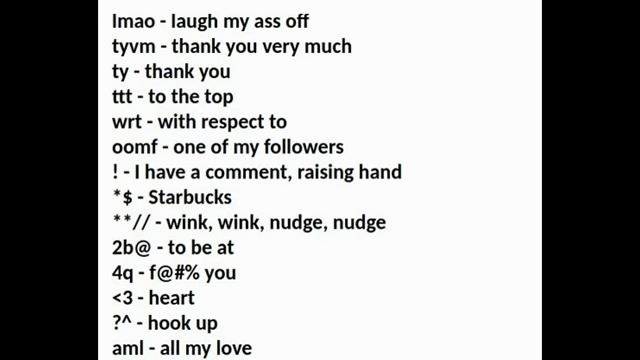 lmao - laugh my ass off
tyvm - thank you very much
ty - thank you
ttt - to the top
wrt - with respect to
oomf - one of my followers
! - I have a comment, raising hand
*$ - Starbucks
**// - wink, wink, nudge, nudge
2b@ - to be at
4q - f@#% you
<3 - heart
?^ - hook up
aml - all my love